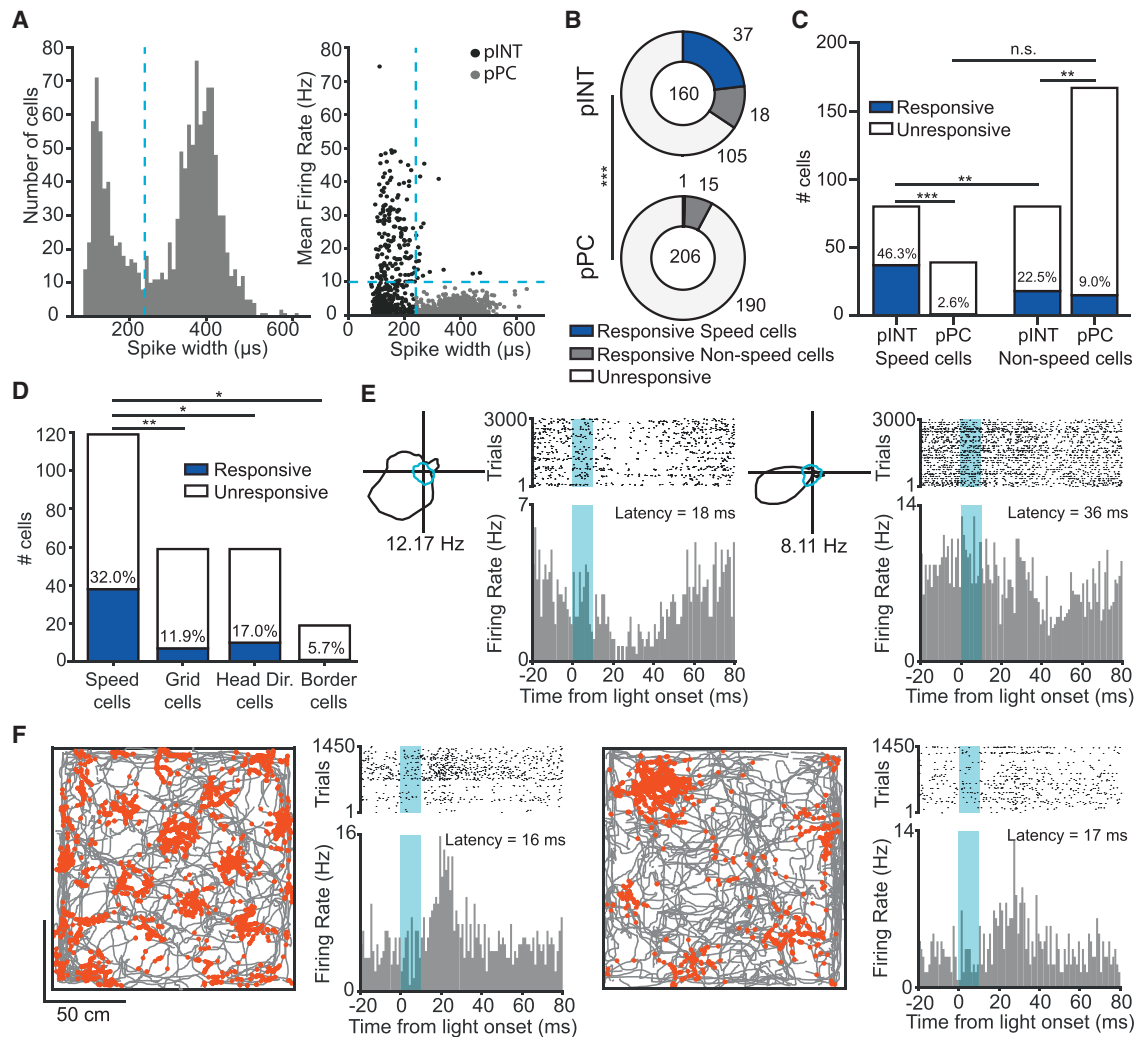 A
80
70
60
50
40
30
20
10
0
Number of cells
200
400
600
Spike width (µs)
80
70
60
50
40
30
20
10
0
Mean Firing Rate (Hz)
pINT
pPC
0
200
400
600
Spike width (µs)
B
pINT
37
160
18
105
***
pPC
1
15
206
190
Responsive Speed cells
Responsive Non-speed cells
Unresponsive
C
200
150
100
50
0
# cells
n.s.
**
Responsive
Unresponsive
**
***
46.3%
2.6%
22.5%
9.0%
pINT pPC pINT pPC
Speed cells Non-speed cells
D
*
*
**
120
100
80
60
40
20
0
# cells
Responsive
Unresponsive
32.0%
11.9%
17.0%
5.7%
Speed cells
Grid cells
Head Dir. cells
Border cells
E
12.17 Hz
3000
1
Trials
7
0
Firing Rate (Hz)
Latency = 18 ms
-20 0 20 40 60 80
Time from light onset (ms)
8.11 Hz
3000
1
Trials
14
0
Firing Rate (Hz)
Latency = 36 ms
-20 0 20 40 60 80
Time from light onset (ms)
F
50 cm
1450
1
Trials
16
0
Firing Rate (Hz)
Latency = 16 ms
-20 0 20 40 60 80
Time from light onset (ms)
1450
1
Trials
14
0
Firing Rate (Hz)
Latency = 17 ms
-20 0 20 40 60 80
Time from light onset (ms)